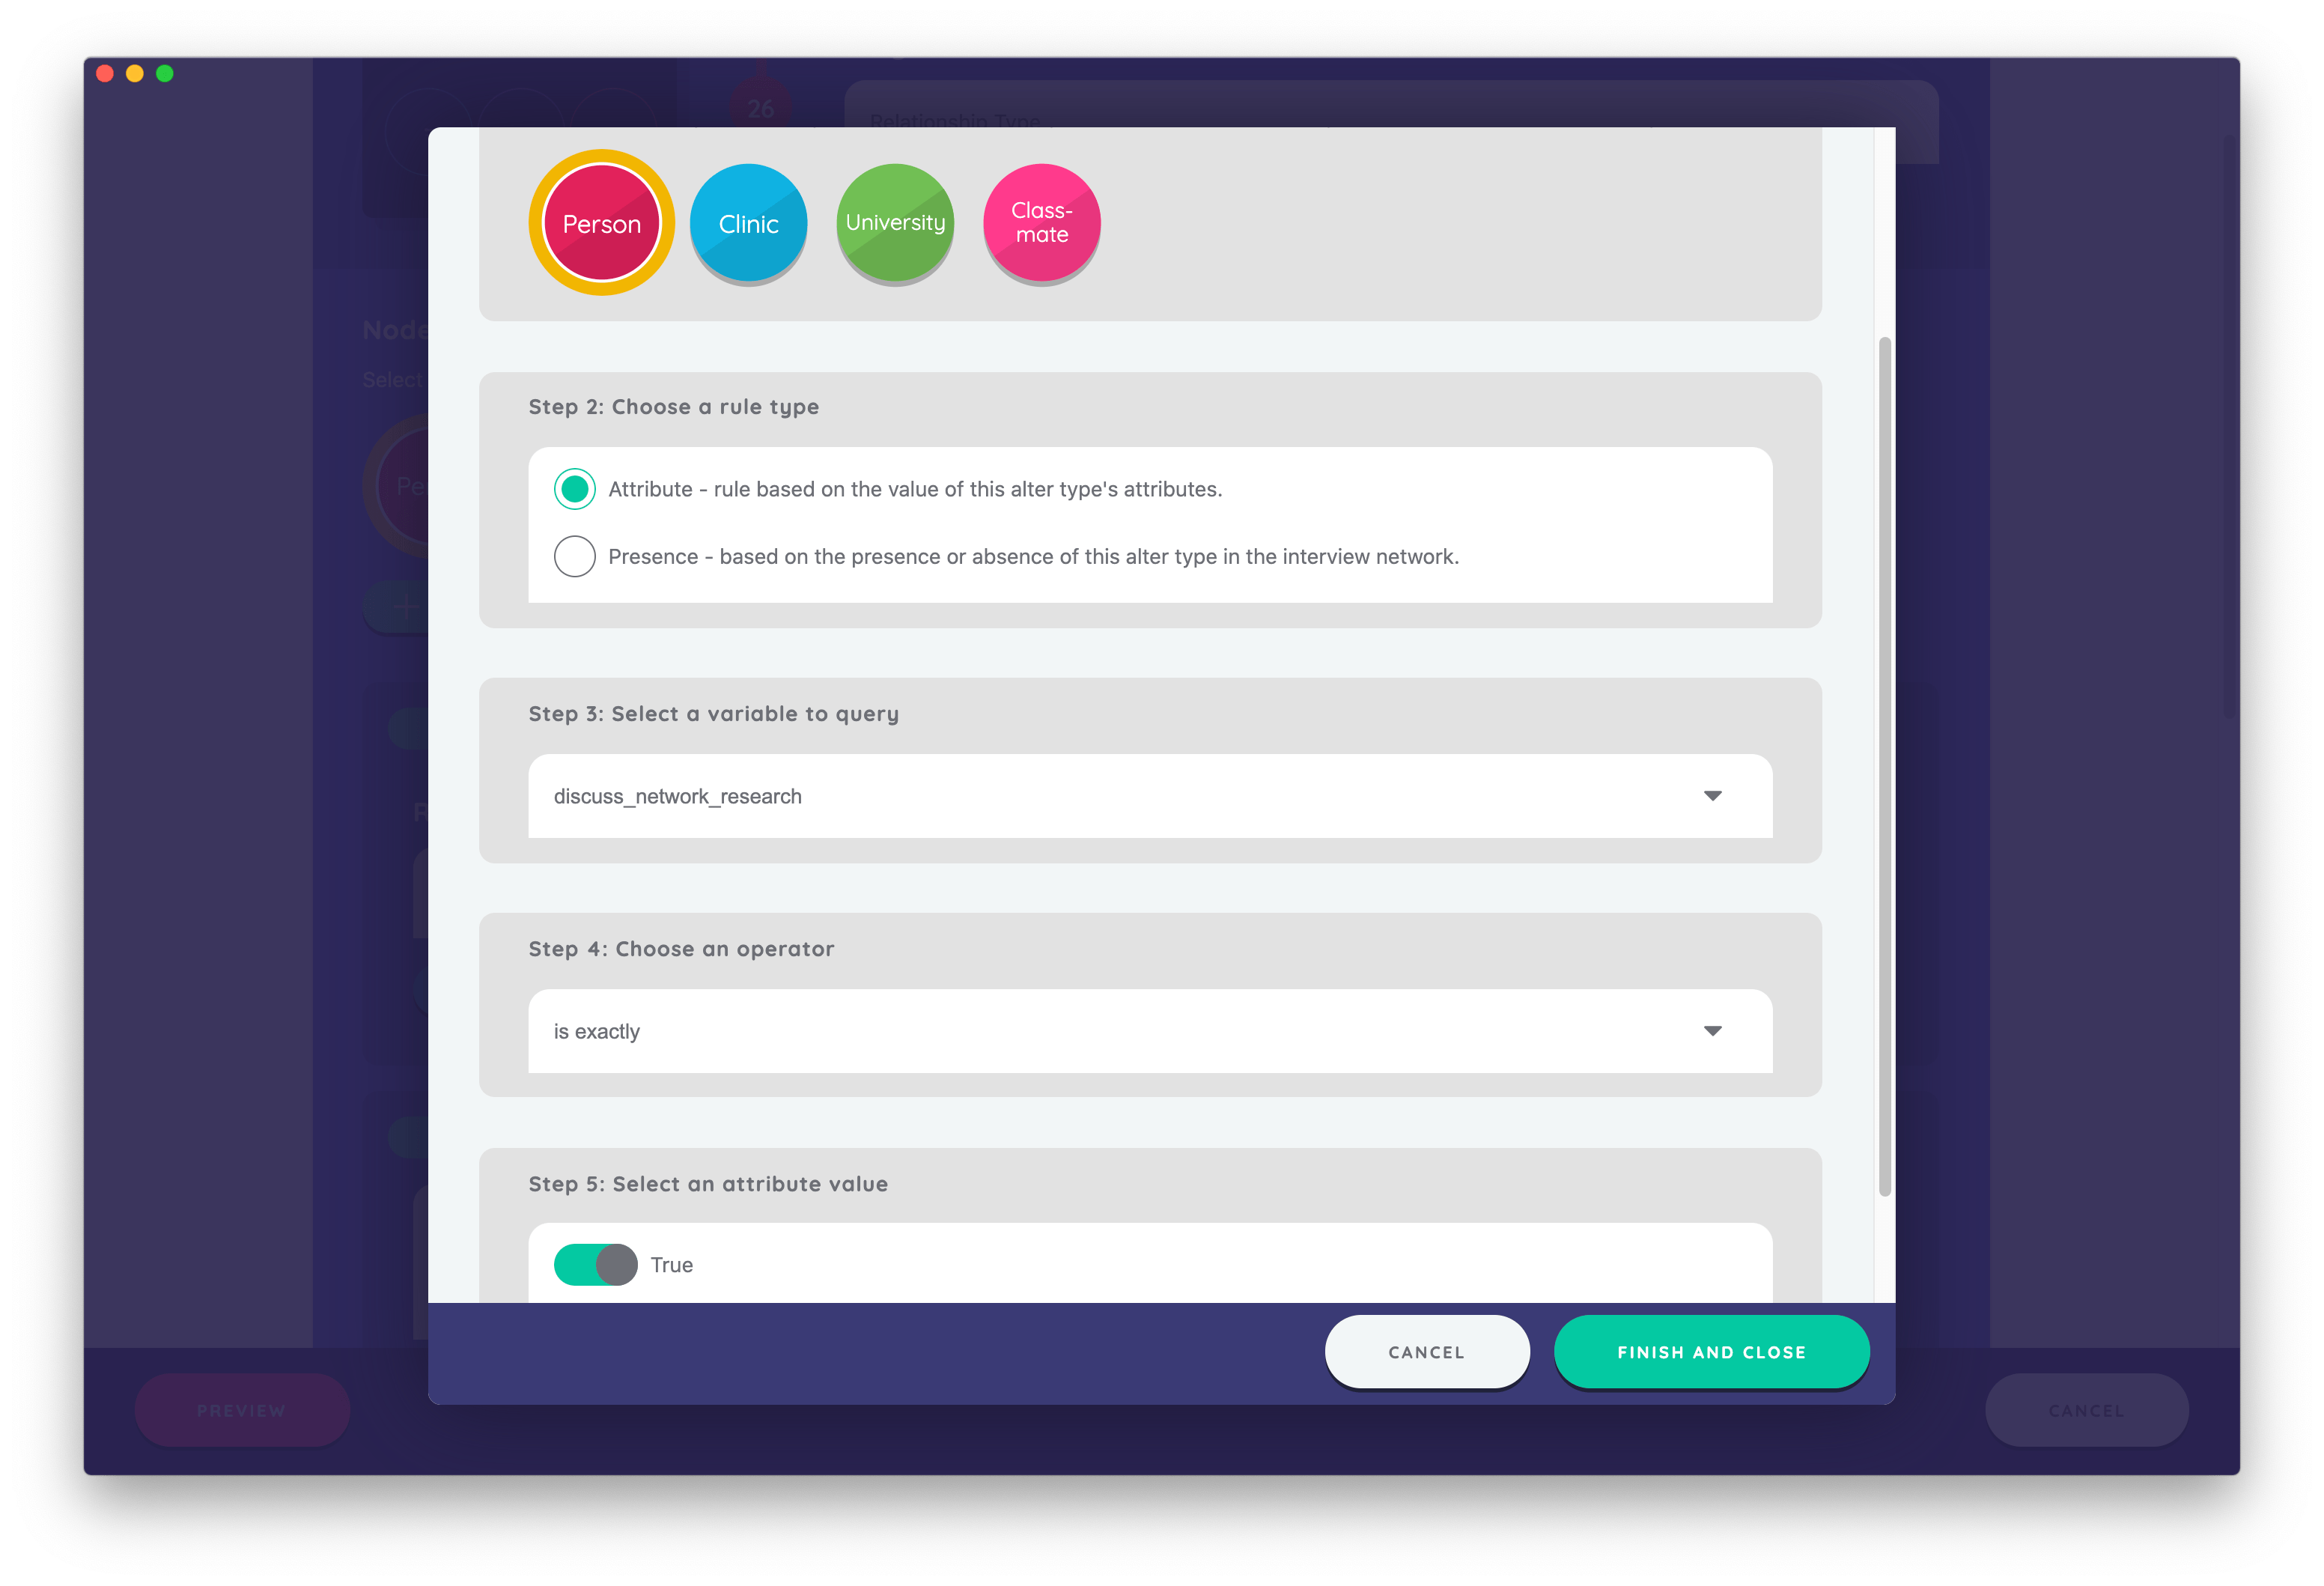 26
Relationship Type
Person
Clinic
University
Class-
mate
Node
Select
Pe
Step 2: Choose a rule type
Attribute - rule based on the value of this alter type's attributes.
Presence - based on the presence or absence of this alter type in the interview network.
Step 3: Select a variable to query
discuss_network_research
R
Step 4: Choose an operator
is exactly
Step 5: Select an attribute value
True
CANCEL
FINISH AND CLOSE
PREVIEW
CANCEL